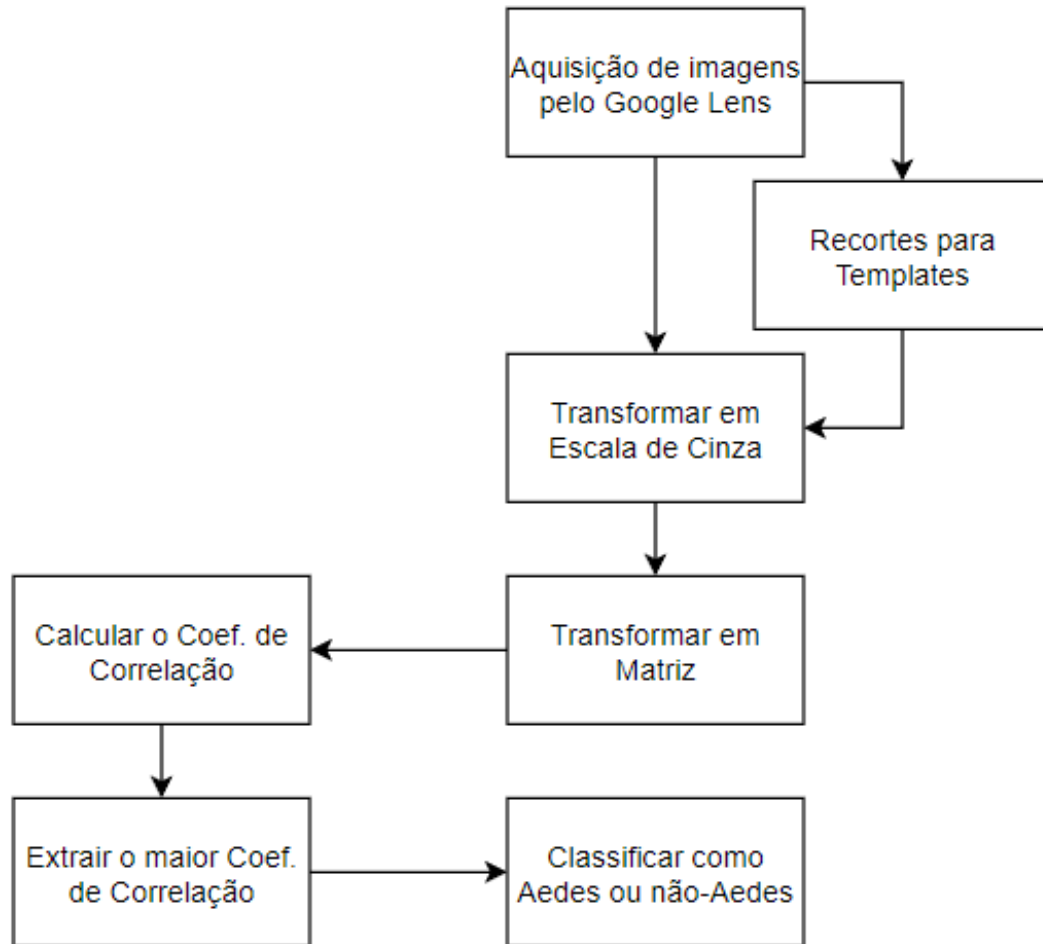 Aquisição de imagens
pelo Google Lens
Recortes para
Templates
Transformar em
Escala de Cinza
Transformar em
Matriz
Calcular o Coef. de
Correlação
Extrair o maior Coef.
de Correlação
Classificar como
Aedes ou não-Aedes